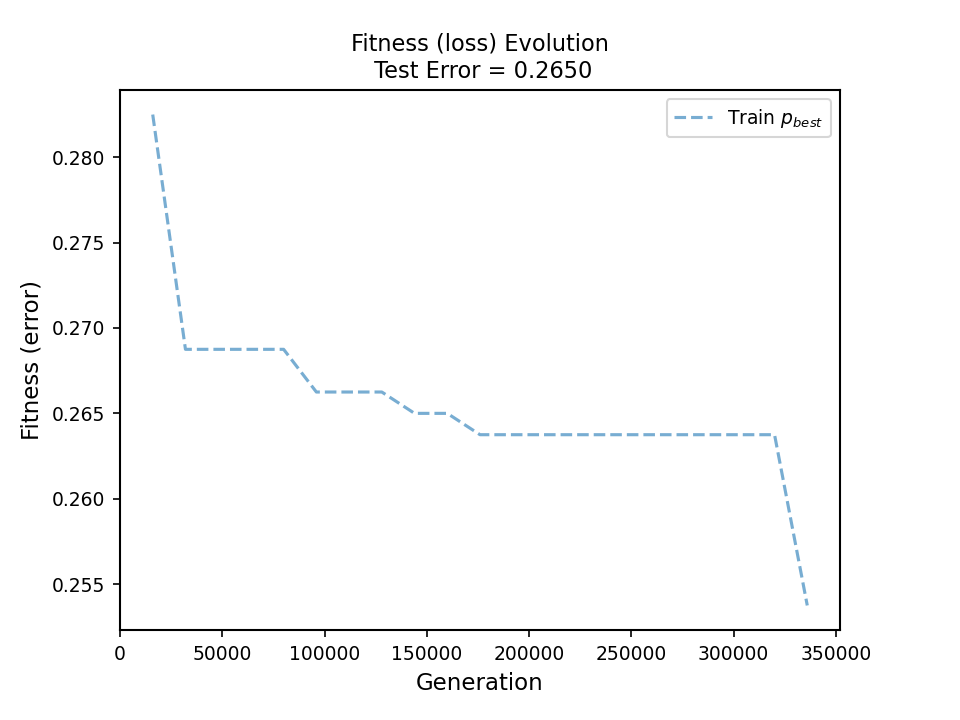 Fitness (loss) Evolution
Test Error = 0.2650
Train p_best
0.280
0.275
0.270
0.265
0.260
0.255
Fitness (error)
0 50000 100000 150000 200000 250000 300000 350000
Generation